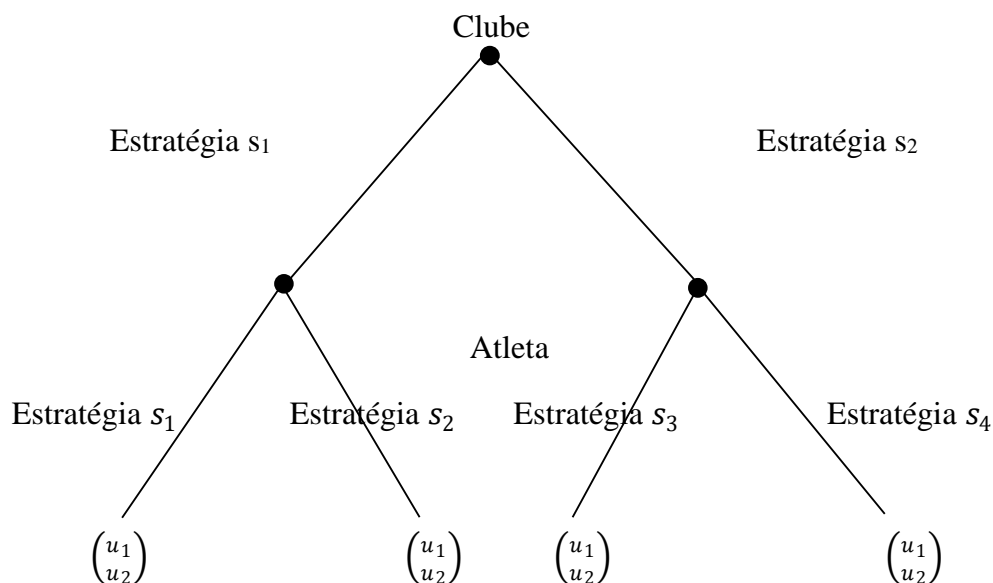 Clube
Estratégia s₁ Estratégia s₂
Atleta
Estratégia s₁ Estratégia s₂ Estratégia s₃ Estratégia s₄
(u₁ (u₁ (u₁ (u₁
u₂) u₂) u₂) u₂)